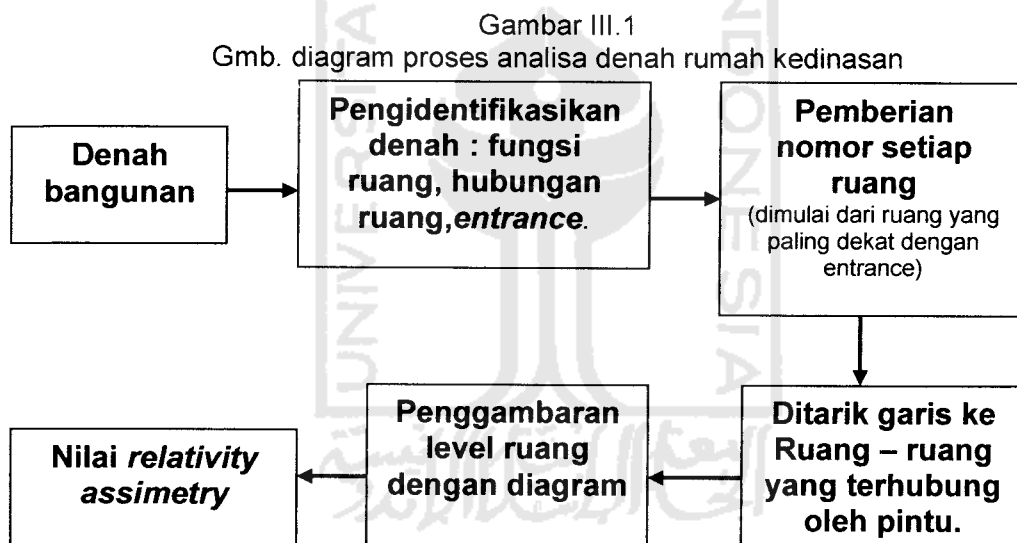 Gambar III.1
Gmb. diagram proses analisa denah rumah kedinasan
Denah
bangunan
Pengidentifikasikan
denah : fungsi
ruang, hubungan
ruang,entrance.
Pemberian
nomor setiap
ruang
(dimulai dari ruang yang
paling dekat dengan
entrance)
Ditarik garis ke
Ruang – ruang
yang terhubung
oleh pintu.
Penggambaran
level ruang
dengan diagram
Nilai relativity
assimetry
UNIVERSITA
NDONESIA